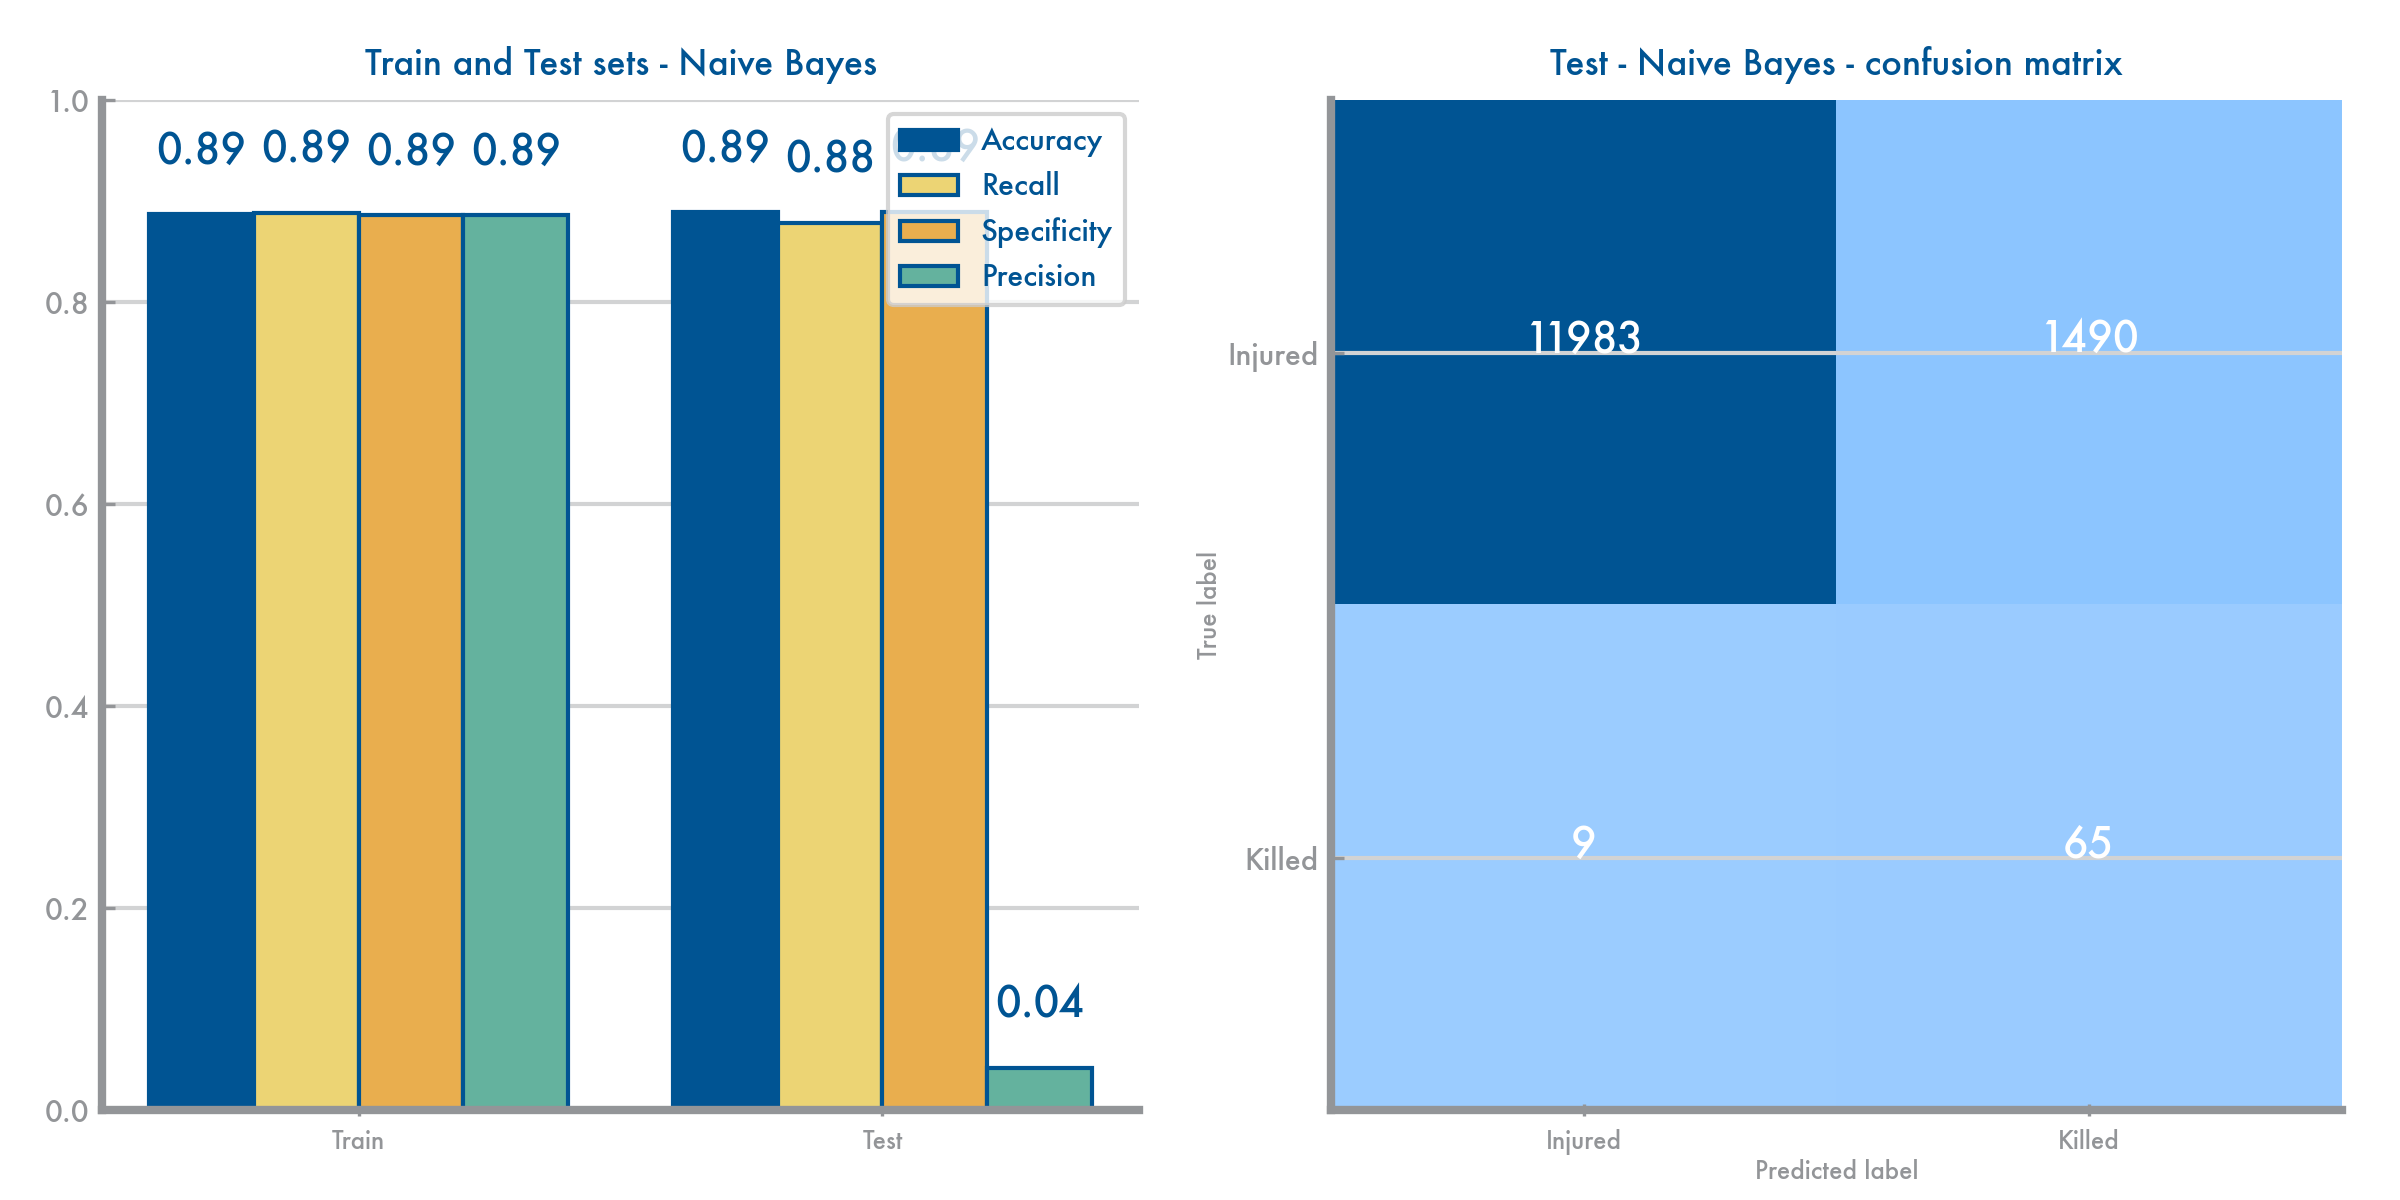 Train and Test sets - Naive Bayes
1.0
0.8
0.6
0.4
0.2
0.0
0.89 0.89 0.89 0.89
0.89 0.88 0.89
0.04
Accuracy
Recall
Specificity
Precision
Train Test
Test - Naive Bayes - confusion matrix
True label
Injured
Killed
11983 1490
9 65
Injured Killed
Predicted label